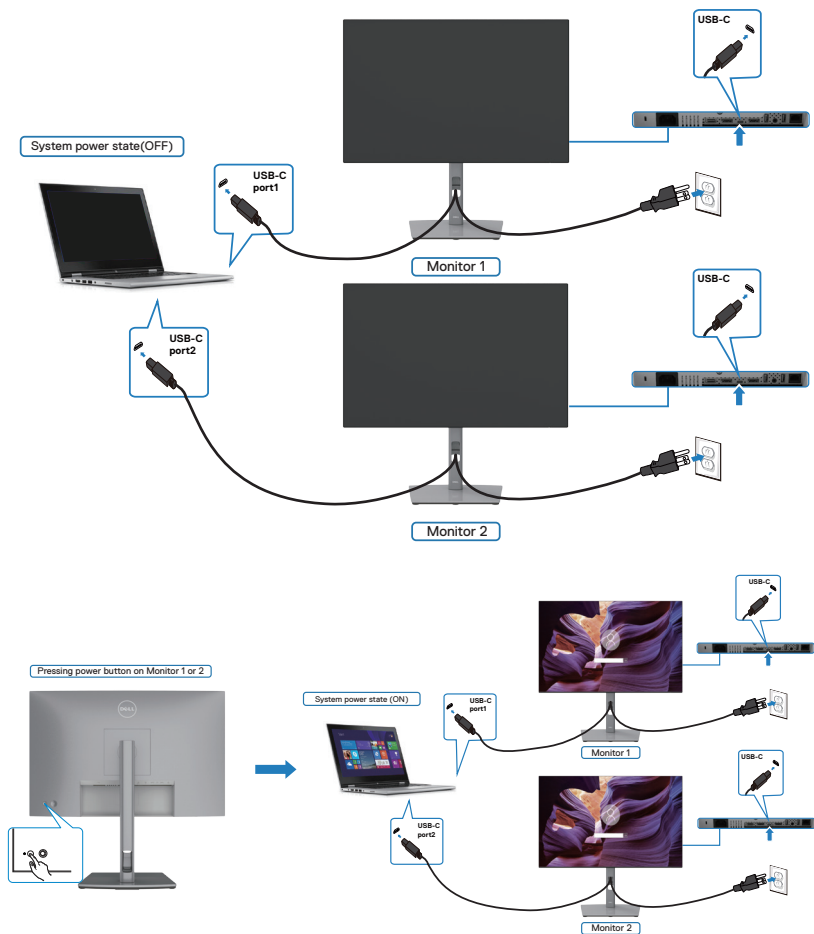 USB-C
System power state(OFF)
USB-C
port1
Monitor 1
USB-C
USB-C
port2
Monitor 2
USB-C
Pressing power button on Monitor 1 or 2
DELL
System power state (ON)
USB-C
port1
Monitor 1
USB-C
USB-C
port2
Monitor 2